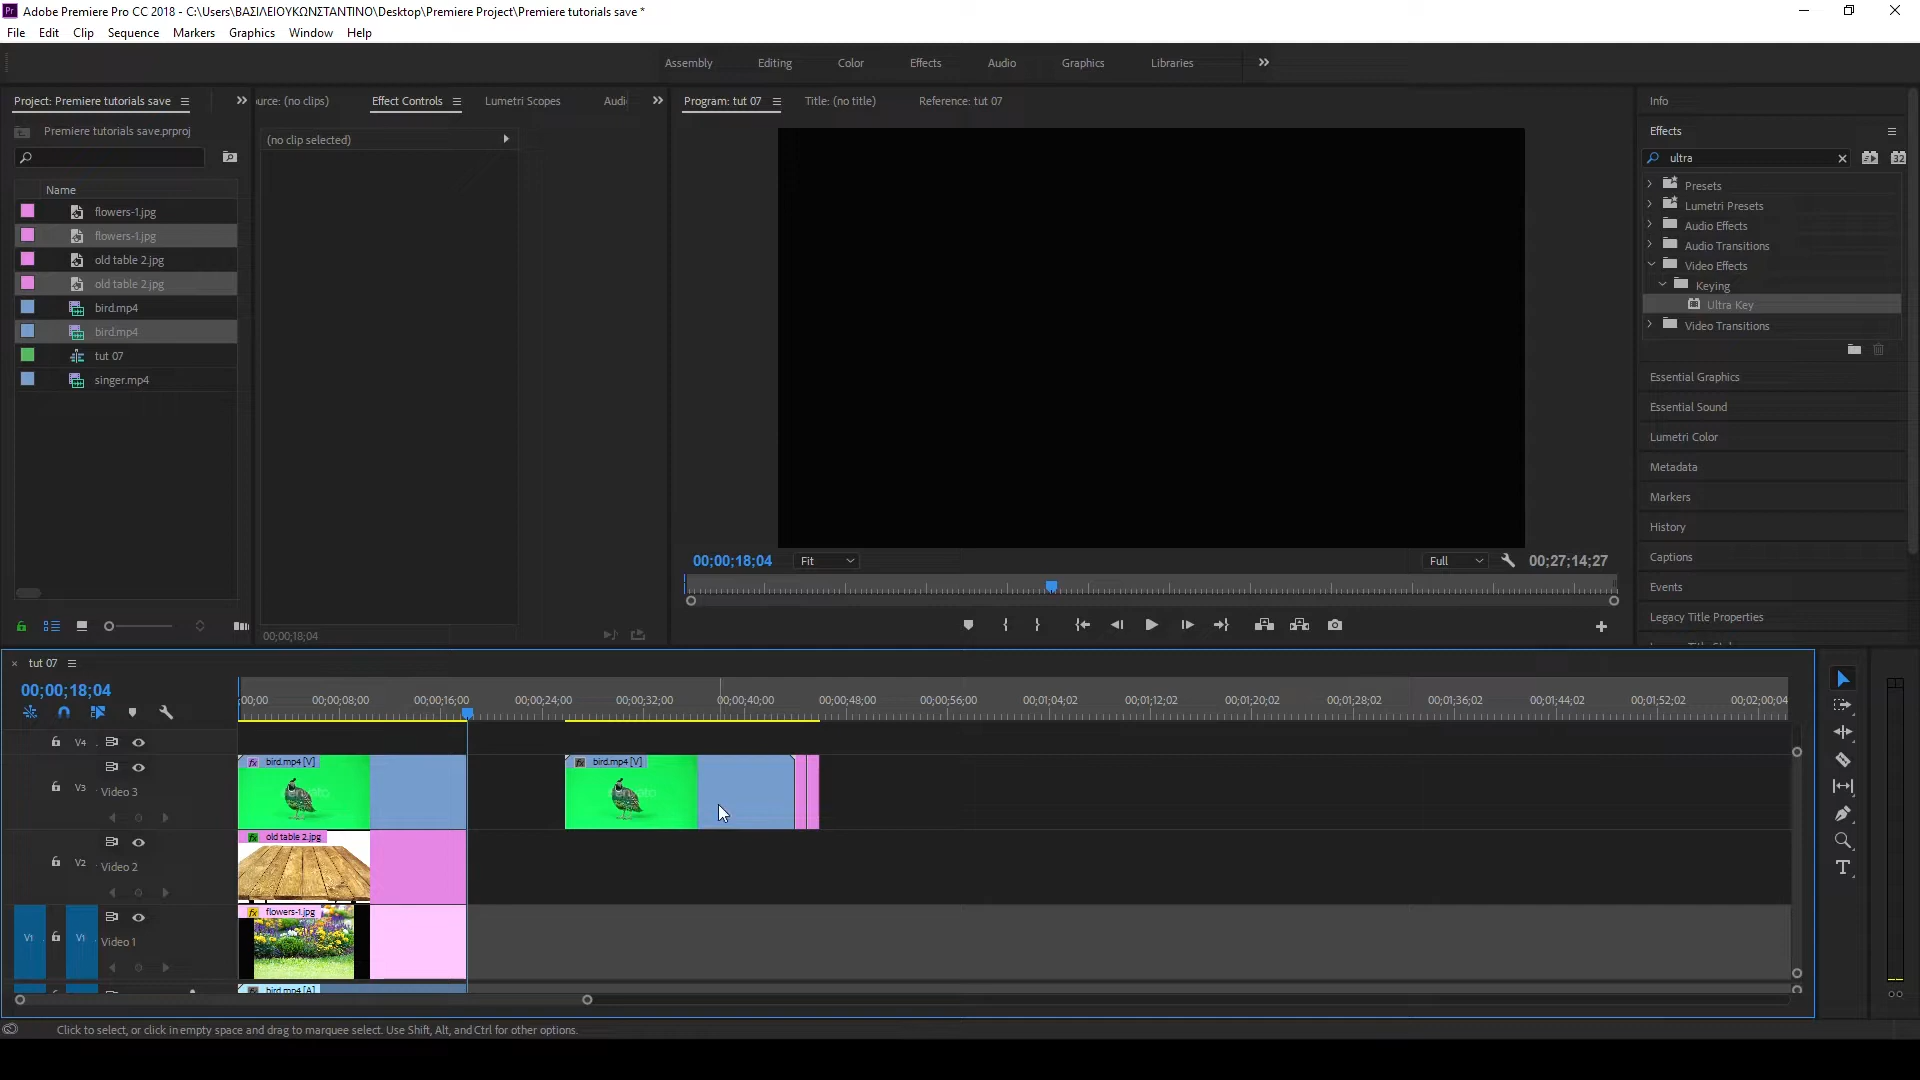 Adobe Premiere Pro CC 2018 - C:\Users\ΒΑΣΙΛΕΙΟΥΚΩΝΣΤΑΝΤΙΝΟ\Desktop\Premiere Project\Premiere tutorials save *
File Edit Clip Sequence Markers Graphics Window Help
Assembly Editing Color Effects Audio Graphics Libraries
Project: Premiere tutorials save
Premiere tutorials save.prproj
Name
flowers-1.jpg
flowers-1.jpg
old table 2.jpg
old table 2.jpg
bird.mp4
bird.mp4
tut 07
singer.mp4
urce: (no clips) Effect Controls Lumetri Scopes Audi
(no clip selected)
00;00;18;04
Program: tut 07 Title: (no title) Reference: tut 07
00;00;18;04 Fit Full 00;27;14;27
Info
Effects
ultra
32
Presets
Lumetri Presets
Audio Effects
Audio Transitions
Video Effects
Keying
Ultra Key
Video Transitions
Essential Graphics
Essential Sound
Lumetri Color
Metadata
Markers
History
Captions
Events
Legacy Title Properties
tut 07
00;00;18;04
;00;00 00;00;08;00 00;00;16;00 00;00;24;00 00;00;32;00 00;00;40;00 00;00;48;00 00;00;56;00 00;01;04;02 00;01;12;02 00;01;20;02 00;01;28;02 00;01;36;02 00;01;44;02 00;01;52;02 00;02;00;04
V4
V3 Video 3
bird.mp4 [V] bird.mp4 [V]
V2 Video 2
old table 2.jpg
V1 V1 Video 1
flowers-1.jpg
bird.mp4 [A]
Click to select, or click in empty space and drag to marquee select. Use Shift, Alt, and Ctrl for other options.